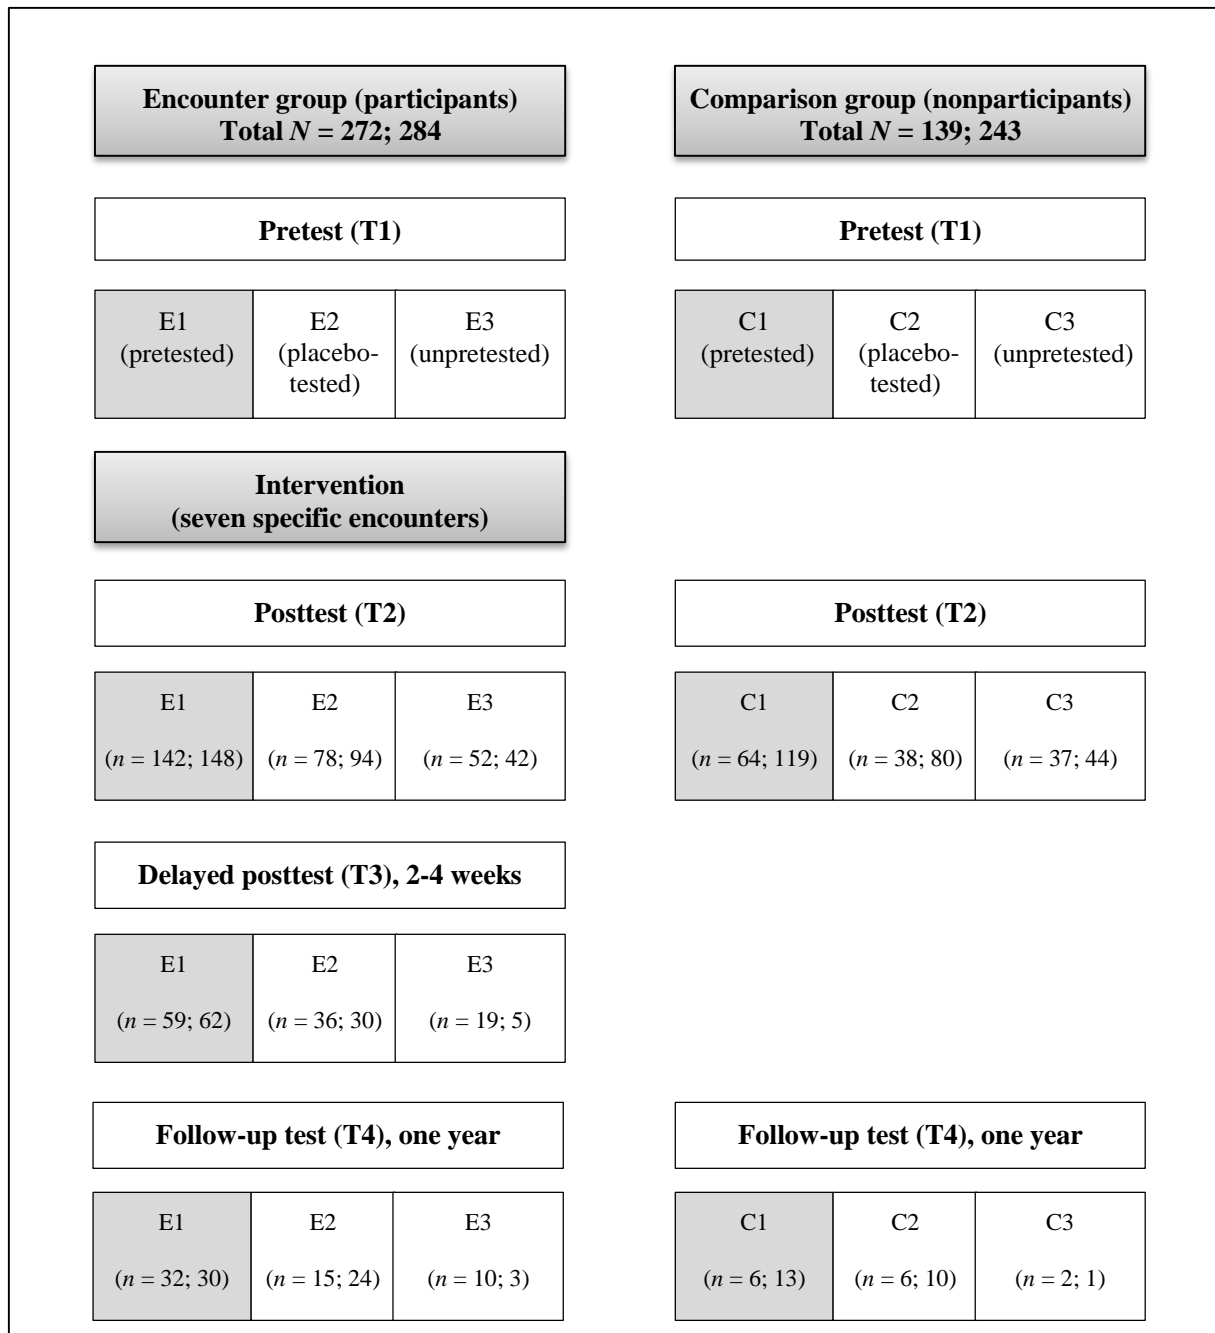 Encounter group (participants)
Total N = 272; 284
Comparison group (nonparticipants)
Total N = 139; 243
Pretest (T1)
Pretest (T1)
E1
(pretested)
E2
(placebo-
tested)
E3
(unpretested)
C1
(pretested)
C2
(placebo-
tested)
C3
(unpretested)
Intervention
(seven specific encounters)
Posttest (T2)
Posttest (T2)
E1
(n = 142; 148)
E2
(n = 78; 94)
E3
(n = 52; 42)
C1
(n = 64; 119)
C2
(n = 38; 80)
C3
(n = 37; 44)
Delayed posttest (T3), 2-4 weeks
E1
(n = 59; 62)
E2
(n = 36; 30)
E3
(n = 19; 5)
Follow-up test (T4), one year
Follow-up test (T4), one year
E1
(n = 32; 30)
E2
(n = 15; 24)
E3
(n = 10; 3)
C1
(n = 6; 13)
C2
(n = 6; 10)
C3
(n = 2; 1)